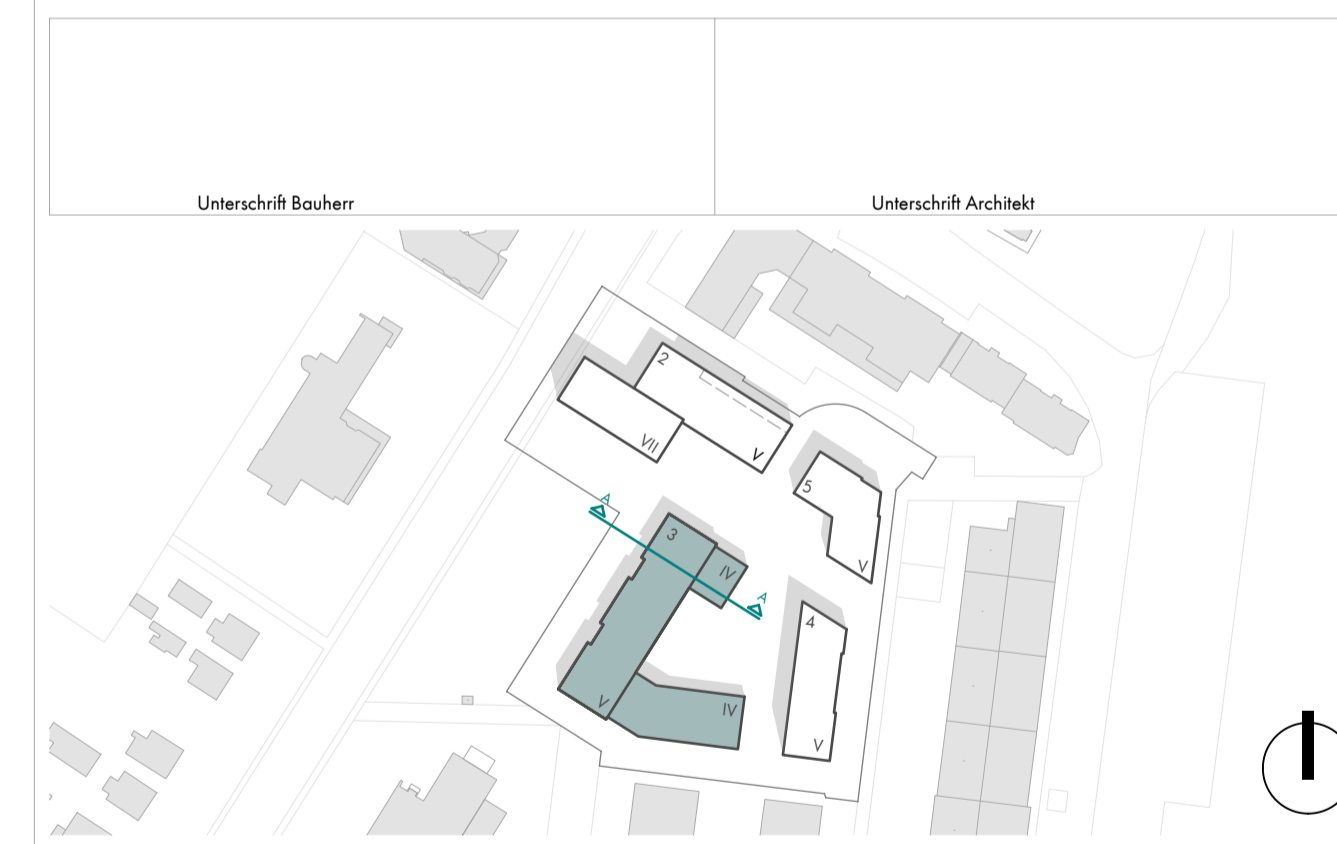 Unterschrift Bauherr
Unterschrift Architekt
2
VII
V
5
V
A
3
IV
A
4
V
IV
V